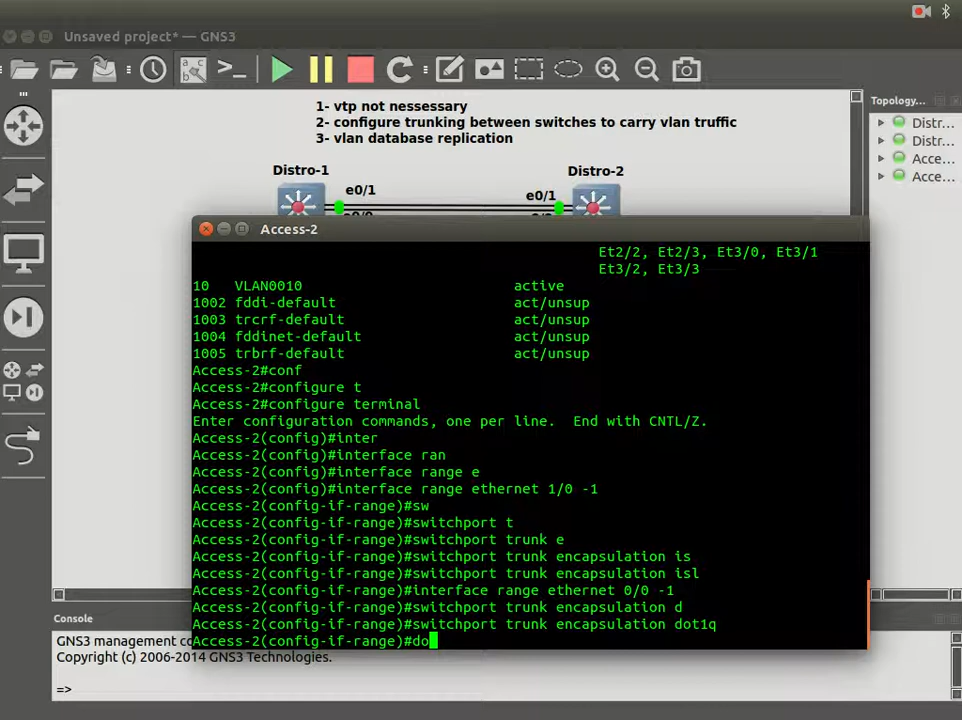 Unsaved project* — GNS3
1- vtp not nessessary
2- configure trunking between switches to carry vlan truffic
3- vlan database replication
Topology...
Distr...
Distr...
Acce...
Acce...
Distro-1
Distro-2
e0/1
e0/1
Access-2
Et2/2, Et2/3, Et3/0, Et3/1
Et3/2, Et3/3
10 VLAN0010 active
1002 fddi-default act/unsup
1003 trcrf-default act/unsup
1004 fddinet-default act/unsup
1005 trbrf-default act/unsup
Access-2#conf
Access-2#configure t
Access-2#configure terminal
Enter configuration commands, one per line. End with CNTL/Z.
Access-2(config)#inter
Access-2(config)#interface ran
Access-2(config)#interface range e
Access-2(config)#interface range ethernet 1/0 -1
Access-2(config-if-range)#sw
Access-2(config-if-range)#switchport t
Access-2(config-if-range)#switchport trunk e
Access-2(config-if-range)#switchport trunk encapsulation is
Access-2(config-if-range)#switchport trunk encapsulation isl
Access-2(config-if-range)#interface range ethernet 0/0 -1
Access-2(config-if-range)#switchport trunk encapsulation d
Access-2(config-if-range)#switchport trunk encapsulation dot1q
Access-2(config-if-range)#do
Console
GNS3 management co
Copyright (c) 2006-2014 GNS3 Technologies.
=>